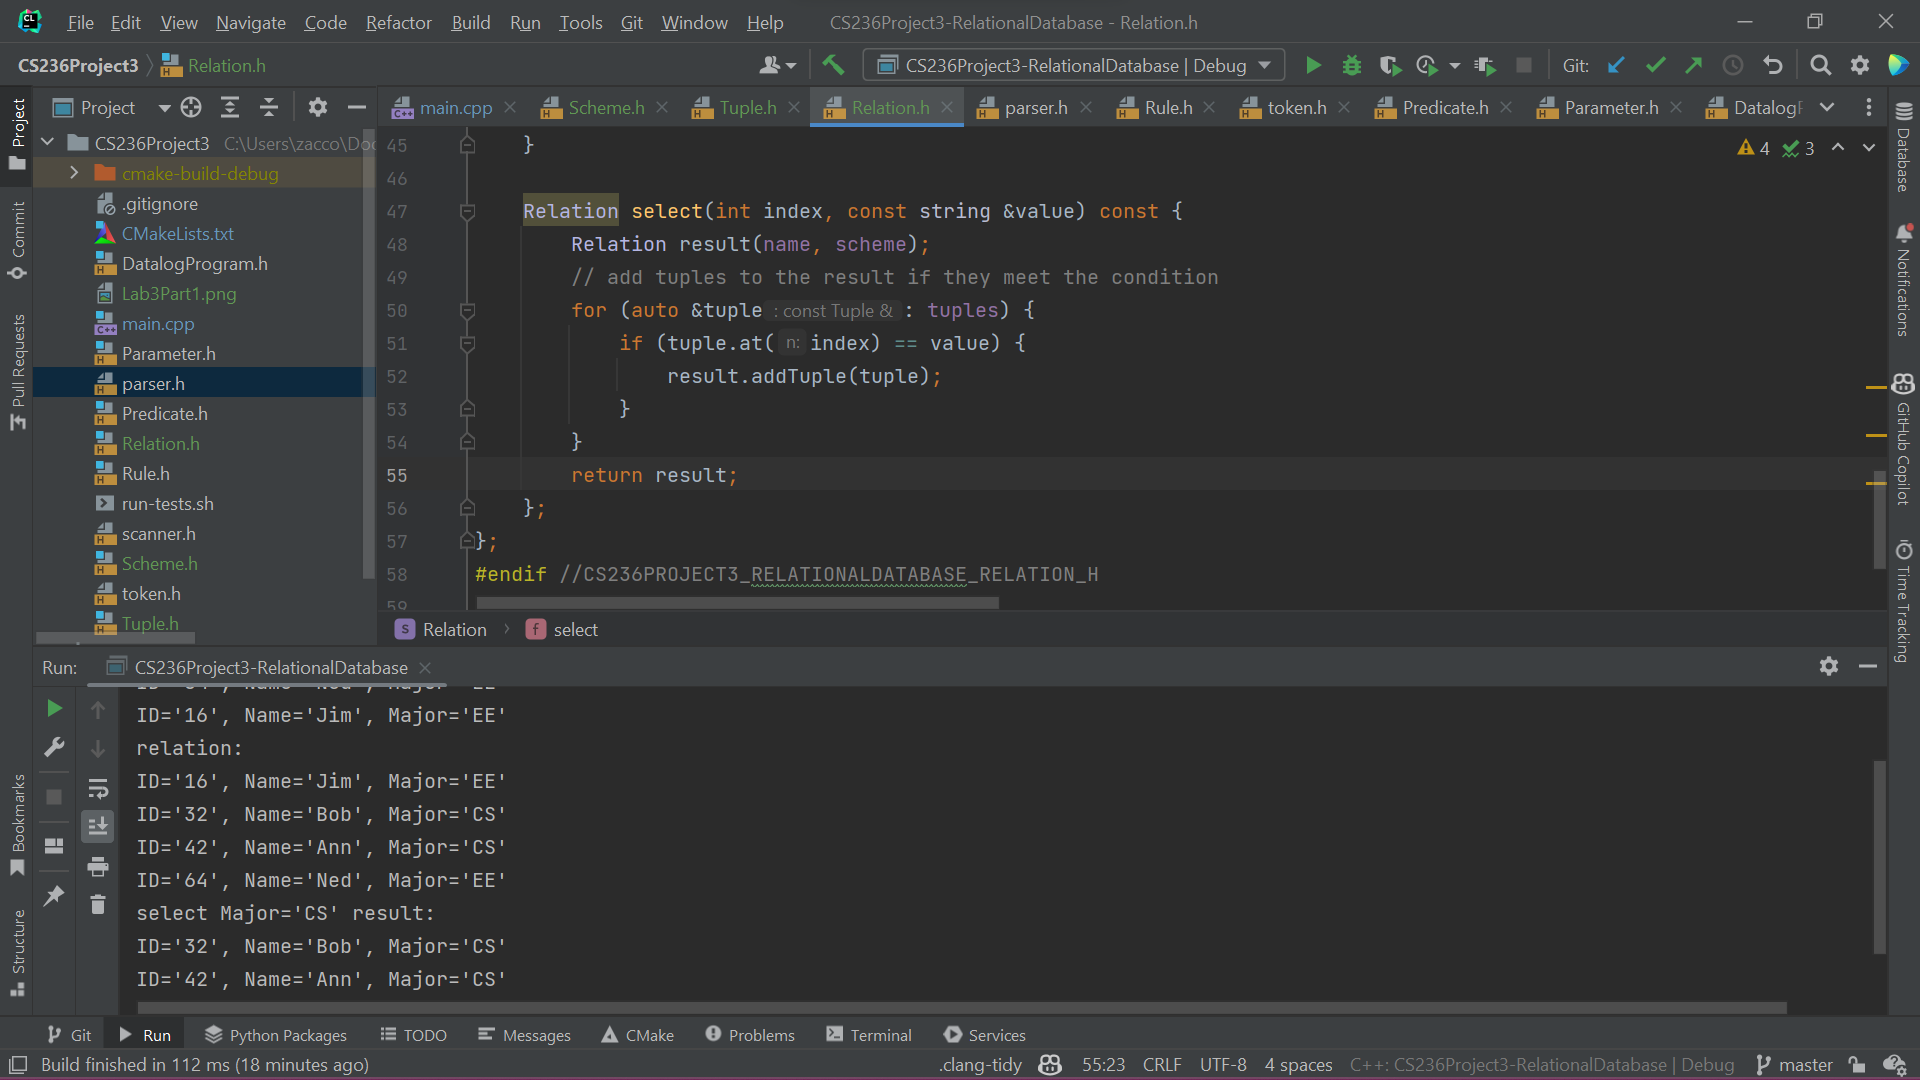 File Edit View Navigate Code Refactor Build Run Tools Git Window Help CS236Project3-RelationalDatabase - Relation.h
CS236Project3 Relation.h CS236Project3-RelationalDatabase | Debug Git:
Project main.cpp Scheme.h Tuple.h Relation.h parser.h Rule.h token.h Predicate.h Parameter.h
Project
Commit
Pull Requests
Bookmarks
Structure
CS236Project3 C:\Users\zacco\Do
cmake-build-debug
.gitignore
CMakeLists.txt
DatalogProgram.h
Lab3Part1.png
main.cpp
Parameter.h
parser.h
Predicate.h
Relation.h
Rule.h
run-tests.sh
scanner.h
Scheme.h
token.h
Tuple.h
4 3
45 }
46
47 Relation select(int index, const string &value) const {
48 Relation result(name, scheme);
49 // add tuples to the result if they meet the condition
50 for (auto &tuple : const Tuple & : tuples) {
51 if (tuple.at( n: index) == value) {
52 result.addTuple(tuple);
53 }
54 }
55 return result;
56 };
57 };
58 #endif //CS236PROJECT3_RELATIONALDATABASE_RELATION_H
59
S Relation f select
Database
Notifications
GitHub Copilot
Time Tracking
Run: CS236Project3-RelationalDatabase
ID='16', Name='Jim', Major='EE'
relation:
ID='16', Name='Jim', Major='EE'
ID='32', Name='Bob', Major='CS'
ID='42', Name='Ann', Major='CS'
ID='64', Name='Ned', Major='EE'
select Major='CS' result:
ID='32', Name='Bob', Major='CS'
ID='42', Name='Ann', Major='CS'
Git Run Python Packages TODO Messages CMake Problems Terminal Services
Build finished in 112 ms (18 minutes ago) .clang-tidy 55:23 CRLF UTF-8 4 spaces C++: CS236Project3-RelationalDatabase | Debug master